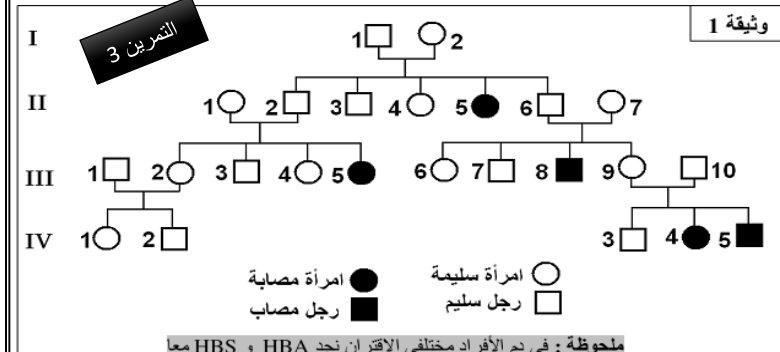 وثيقة 1
التمرين 3
I 1 2
II 1 2 3 4 5 6 7
III 1 2 3 4 5 6 7 8 9 10
IV 1 2 3 4 5
امرأة مصابة امرأة سليمة
رجل مصاب رجل سليم
ملحوظة : في دم الأفراد مختلفي الاقتران نجد HBA و HBS معا